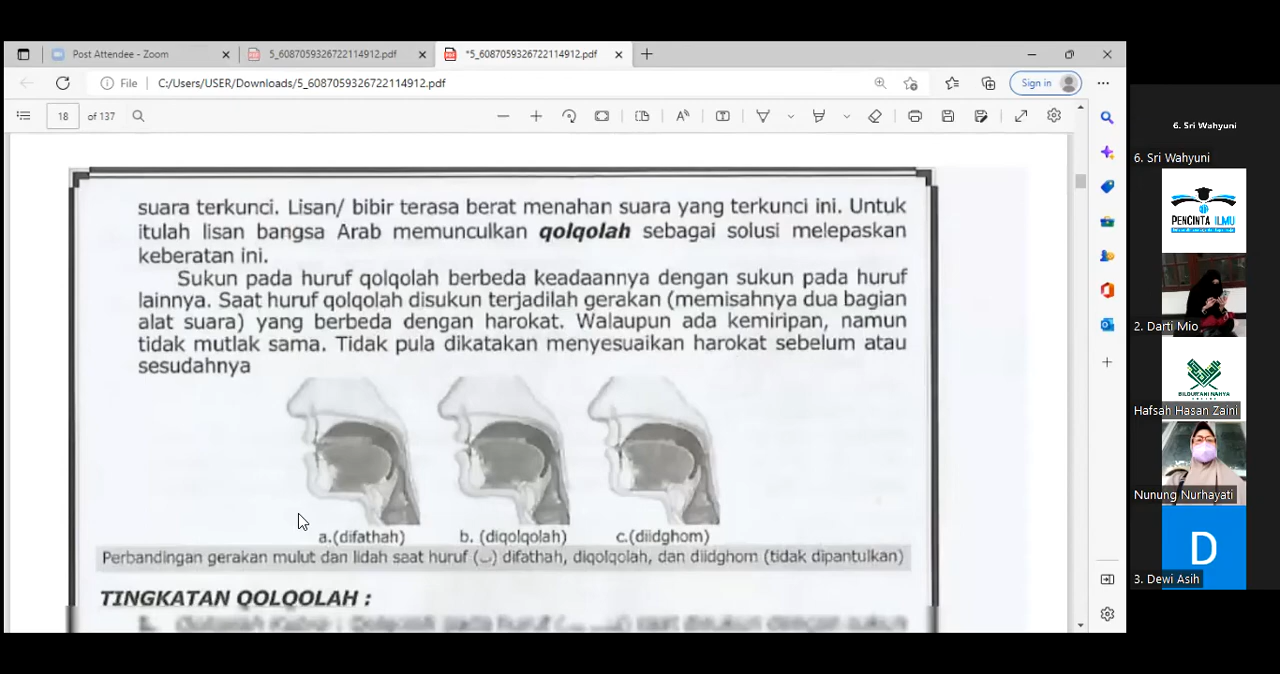 Post Attendee - Zoom
5_6087059326722114912.pdf
*5_6087059326722114912.pdf
File
C:/Users/USER/Downloads/5_6087059326722114912.pdf
Sign in
18 of 137
suara terkunci. Lisan/ bibir terasa berat menahan suara yang terkunci ini. Untuk
itulah lisan bangsa Arab memunculkan qolqolah sebagai solusi melepaskan
keberatan ini.
Sukun pada huruf qolqolah berbeda keadaannya dengan sukun pada huruf
lainnya. Saat huruf qolqolah disukun terjadilah gerakan (memisahnya dua bagian
alat suara) yang berbeda dengan harokat. Walaupun ada kemiripan, namun
tidak mutlak sama. Tidak pula dikatakan menyesuaikan harokat sebelum atau
sesudahnya
a.(difathah) b. (diqolqolah) c.(diidghom)
Perbandingan gerakan mulut dan lidah saat huruf (ب) difathah, diqolqolah, dan diidghom (tidak dipantulkan)
TINGKATAN QOLQOLAH :
6. Sri Wahyuni
6. Sri Wahyuni
PENCINTA ILMU
2. Darti Mio
BILQUR'ANI NAHYA
Hafsah Hasan Zaini
Nunung Nurhayati
D
3. Dewi Asih